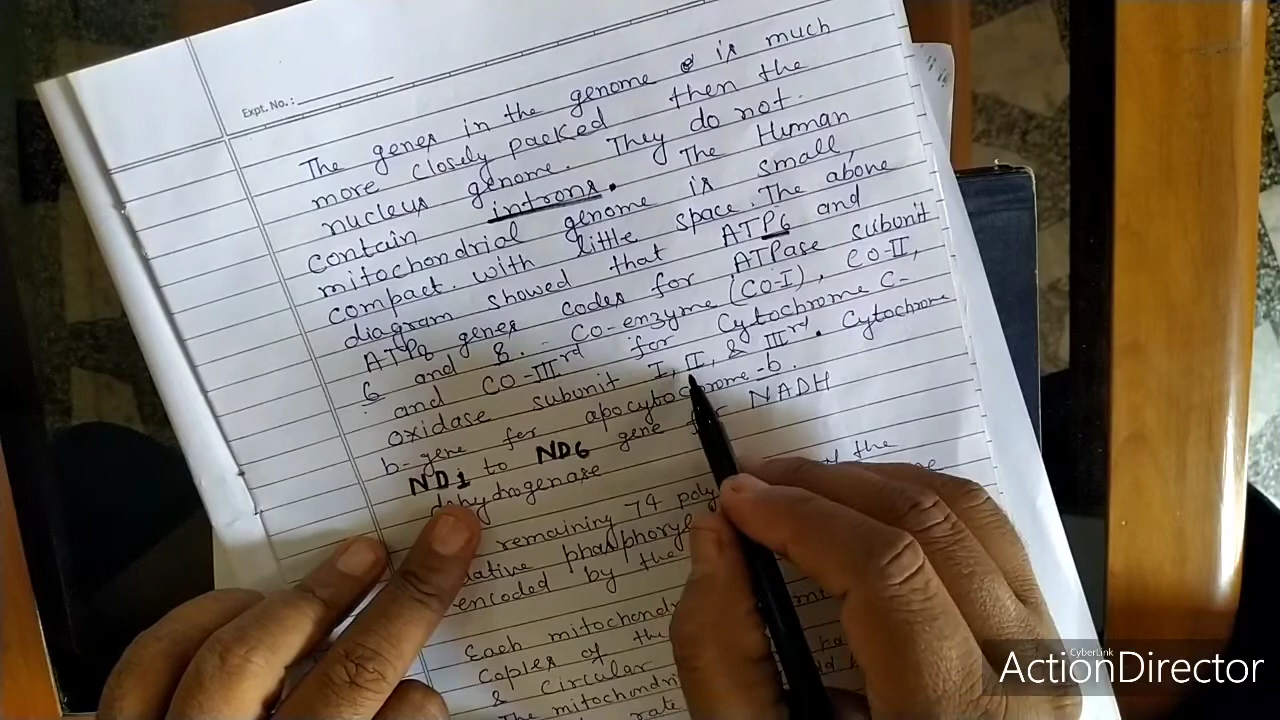 Expt. No. :
The genes in the genome is much
more closely packed then the
nucleus genome. They do not.
contain introns. The Human
mitochondrial genome is small,
compact. with little space. The above
diagram showed that ATP6 and
ATP8 genes codes for ATPase subunit
6 and 8. Co-enzyme (CO-I), CO-II,
and CO-IIIrd for Cytochrome C-
oxidase subunit I, II, & IIIrd. Cytochrome
b-gene for apocytochrome-b.
ND1 to ND6 gene for NADH
dehydrogenase
remaining 74 of the
encoded by the
Each
Copies of the
& Circular
The
rate
CyberLink
ActionDirector